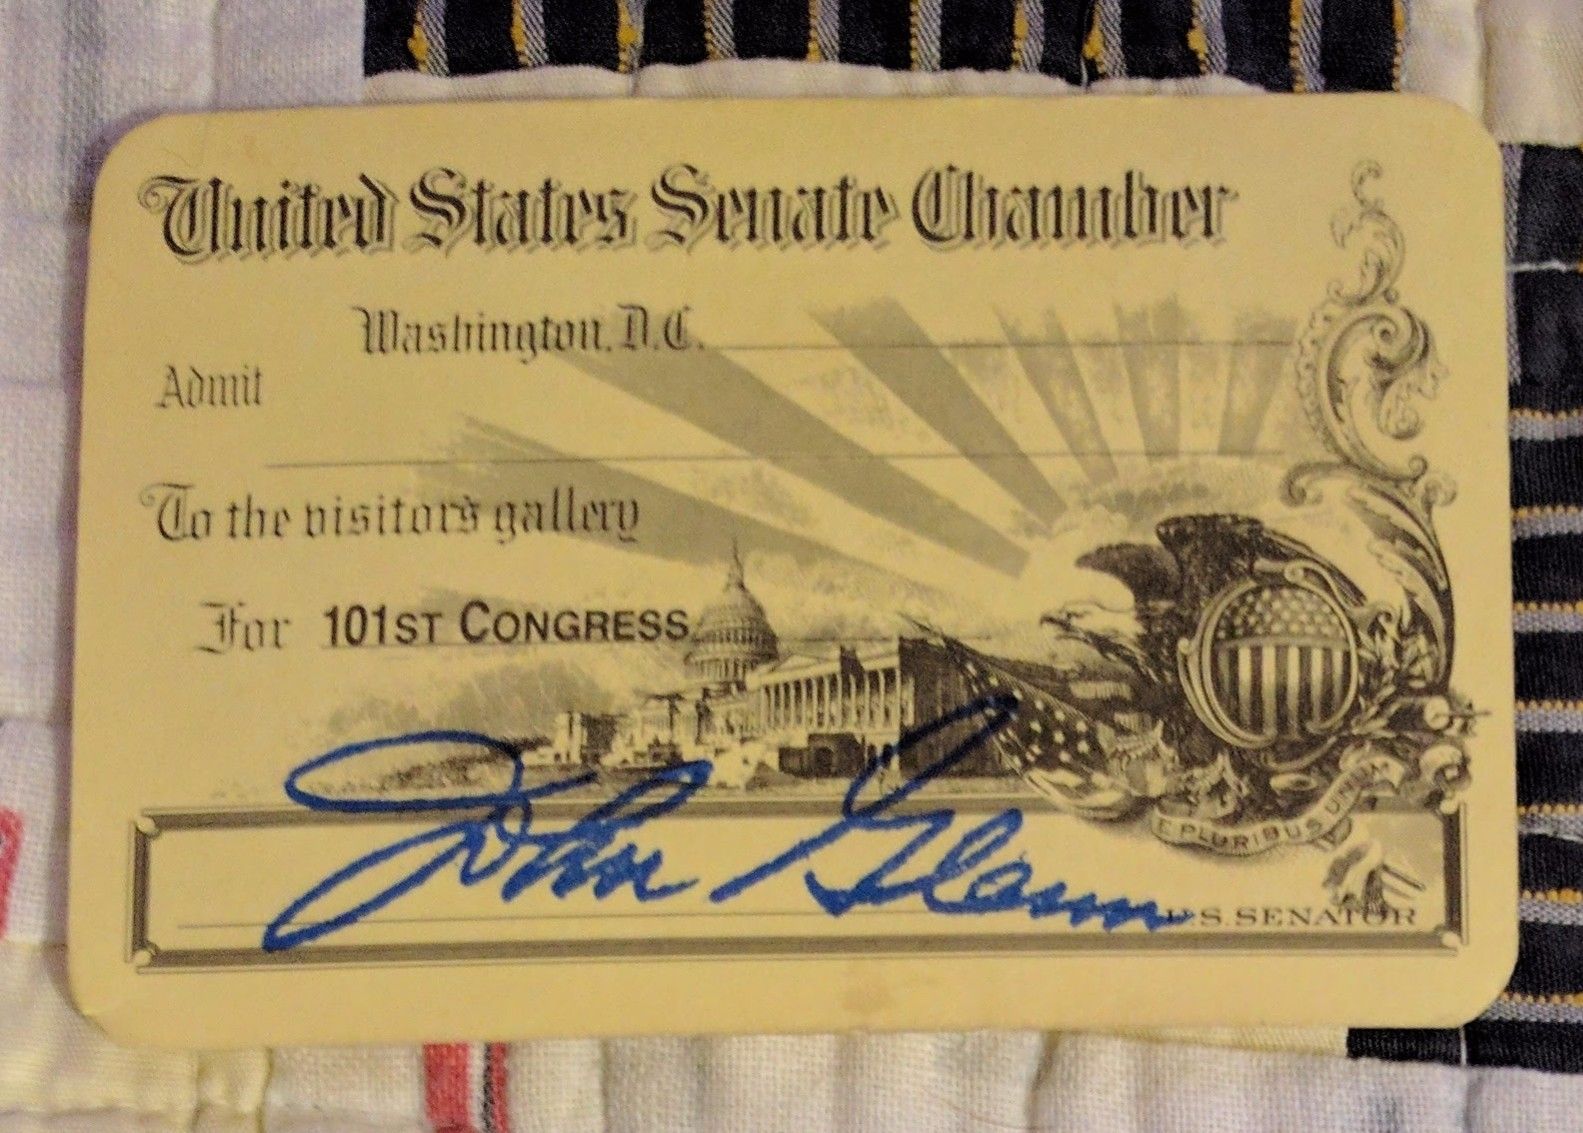 United States Senate Chamber
Washington, D.C.
Admit
To the visitors gallery
For 101ST CONGRESS
E PLURIBUS UNUM
John Glenn
U.S. SENATOR